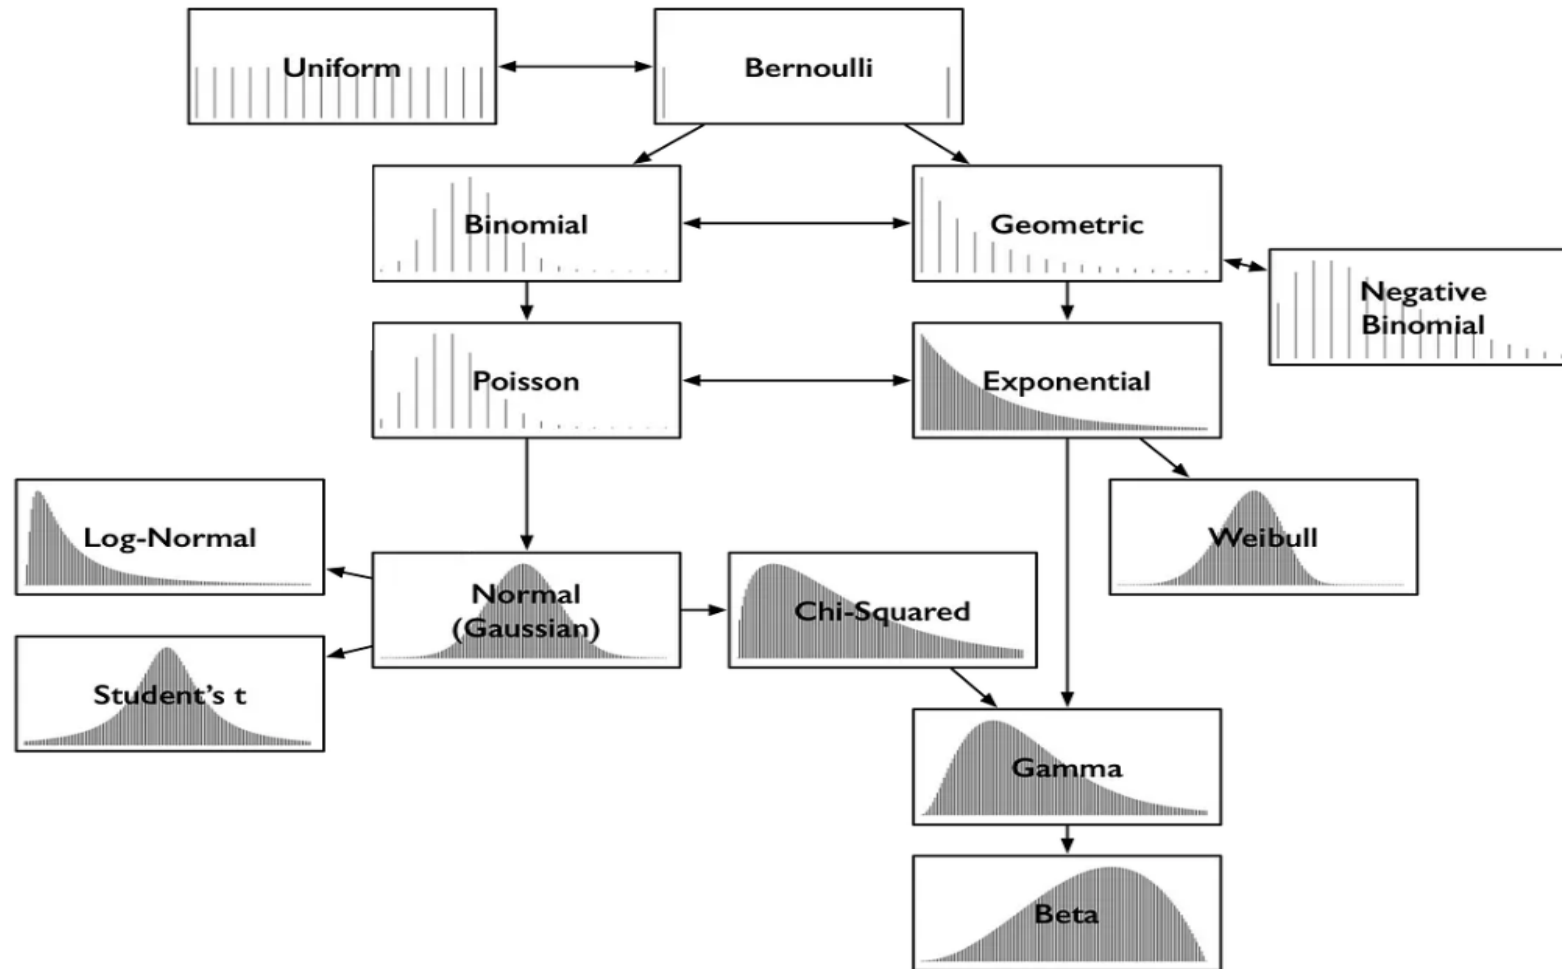 Uniform
Bernoulli
Binomial
Geometric
Negative
Binomial
Poisson
Exponential
Log-Normal
Weibull
Normal
(Gaussian)
Chi-Squared
Student’s t
Gamma
Beta